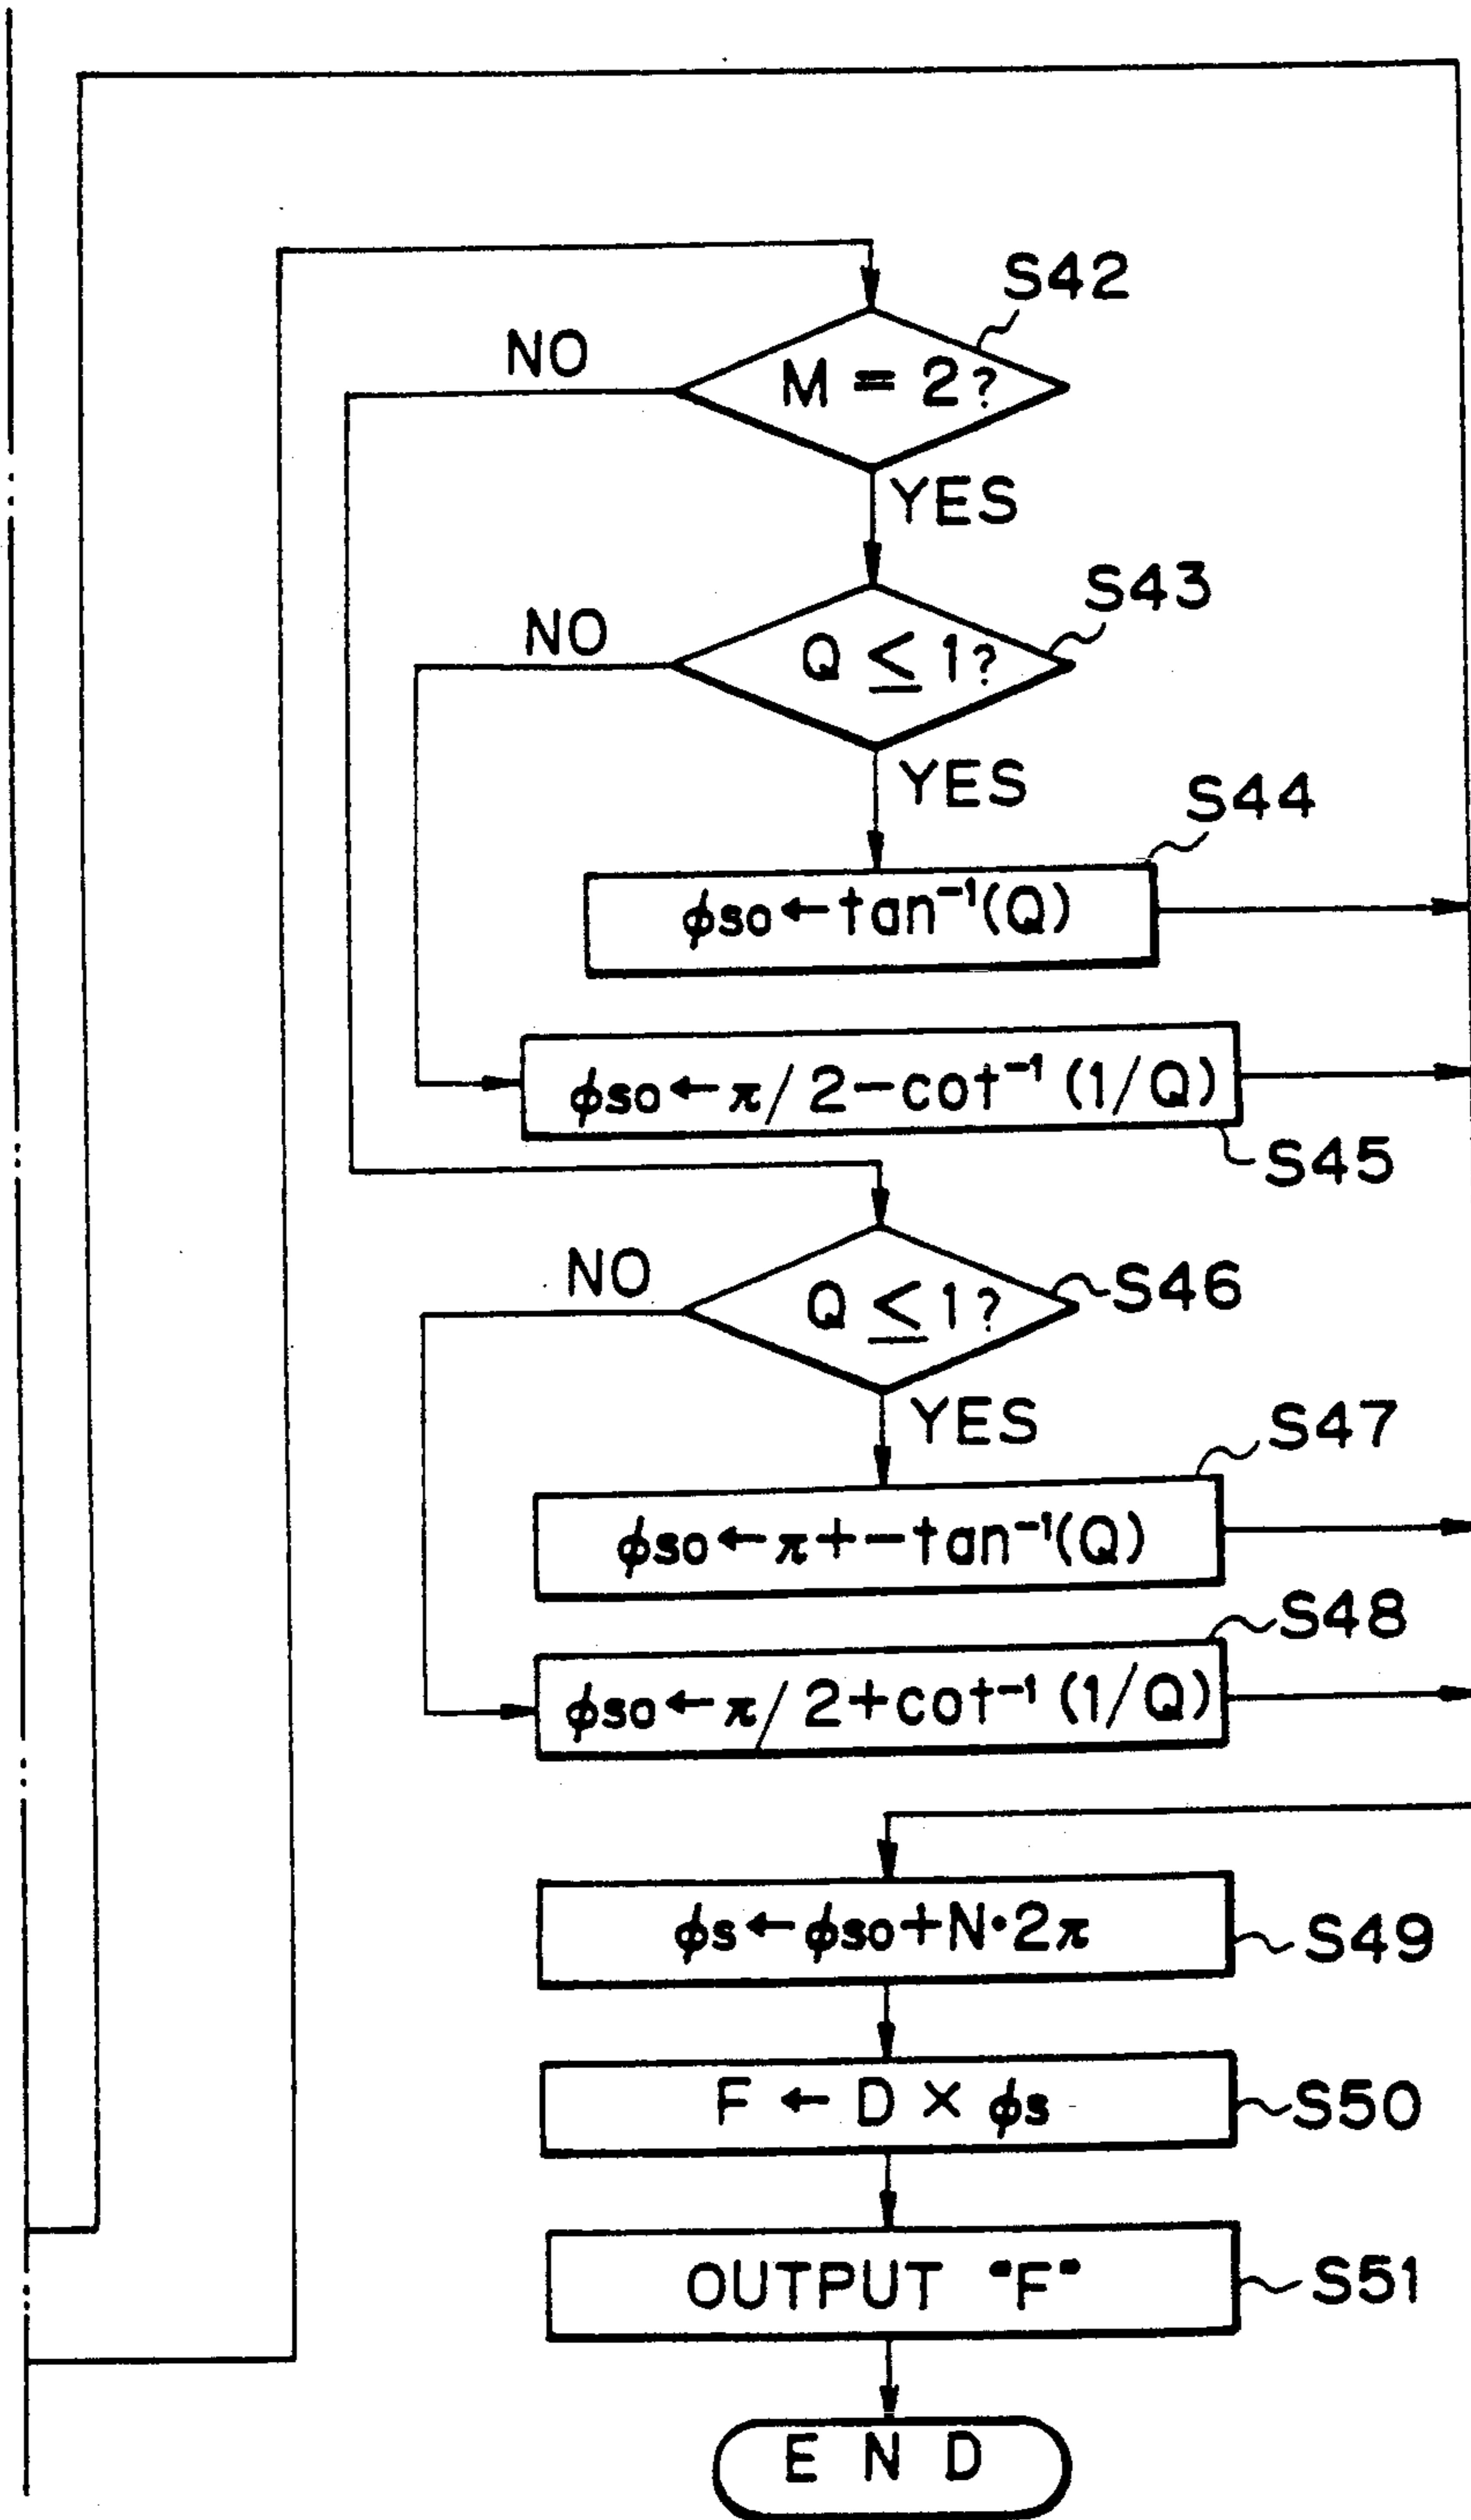 S42
NO
M = 2?
YES
S43
NO
Q ≤ 1?
YES
S44
φso←tan⁻¹(Q)
φso←π/2−cot⁻¹(1/Q)
S45
NO
Q ≤ 1?
S46
YES
S47
φso←π+−tan⁻¹(Q)
S48
φso←π/2+cot⁻¹(1/Q)
φs←φso+N·2π
S49
F ← D × φs
S50
OUTPUT "F"
S51
END